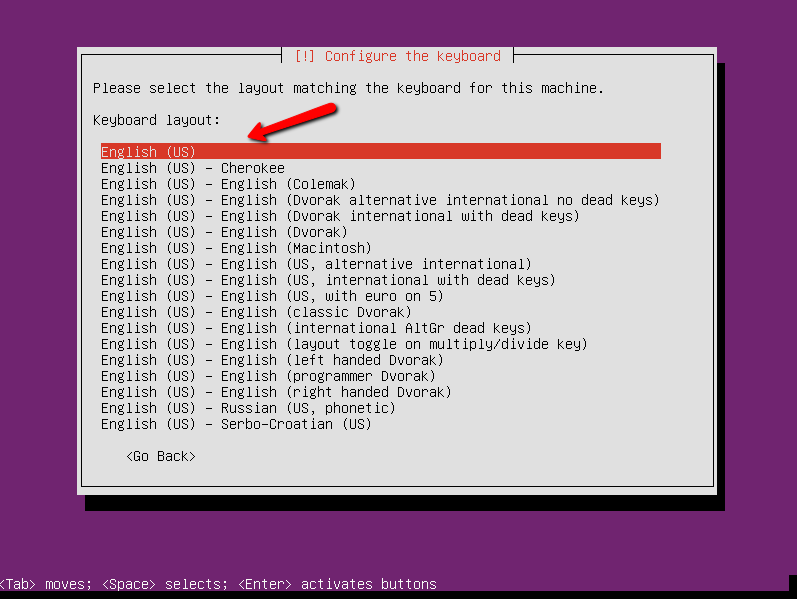 [!] Configure the keyboard
Please select the layout matching the keyboard for this machine.
Keyboard layout:
English (US)
English (US) - Cherokee
English (US) - English (Colemak)
English (US) - English (Dvorak alternative international no dead keys)
English (US) - English (Dvorak international with dead keys)
English (US) - English (Dvorak)
English (US) - English (Macintosh)
English (US) - English (US, alternative international)
English (US) - English (US, international with dead keys)
English (US) - English (US, with euro on 5)
English (US) - English (classic Dvorak)
English (US) - English (international AltGr dead keys)
English (US) - English (layout toggle on multiply/divide key)
English (US) - English (left handed Dvorak)
English (US) - English (programmer Dvorak)
English (US) - English (right handed Dvorak)
English (US) - Russian (US, phonetic)
English (US) - Serbo-Croatian (US)
<Go Back>
<Tab> moves; <Space> selects; <Enter> activates buttons